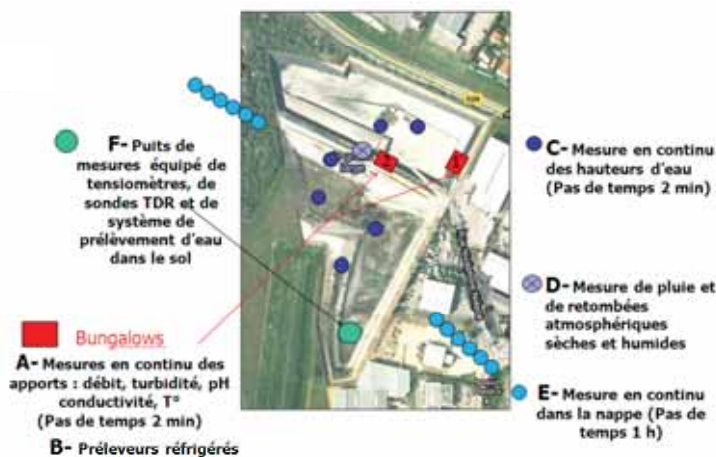 F- Puits de
mesures équipé de
tensiomètres, de
sondes TDR et de
système de
prélèvement d'eau
dans le sol
Bungalows
A- Mesures en continu des
apports : débit, turbidité, pH
conductivité, T°
(Pas de temps 2 min)
B- Préleveurs réfrigérés
C- Mesure en continu
des hauteurs d'eau
(Pas de temps 2 min)
D- Mesure de pluie et
de retombées
atmosphériques
sèches et humides
E- Mesure en continu
dans la nappe (Pas de
temps 1 h)